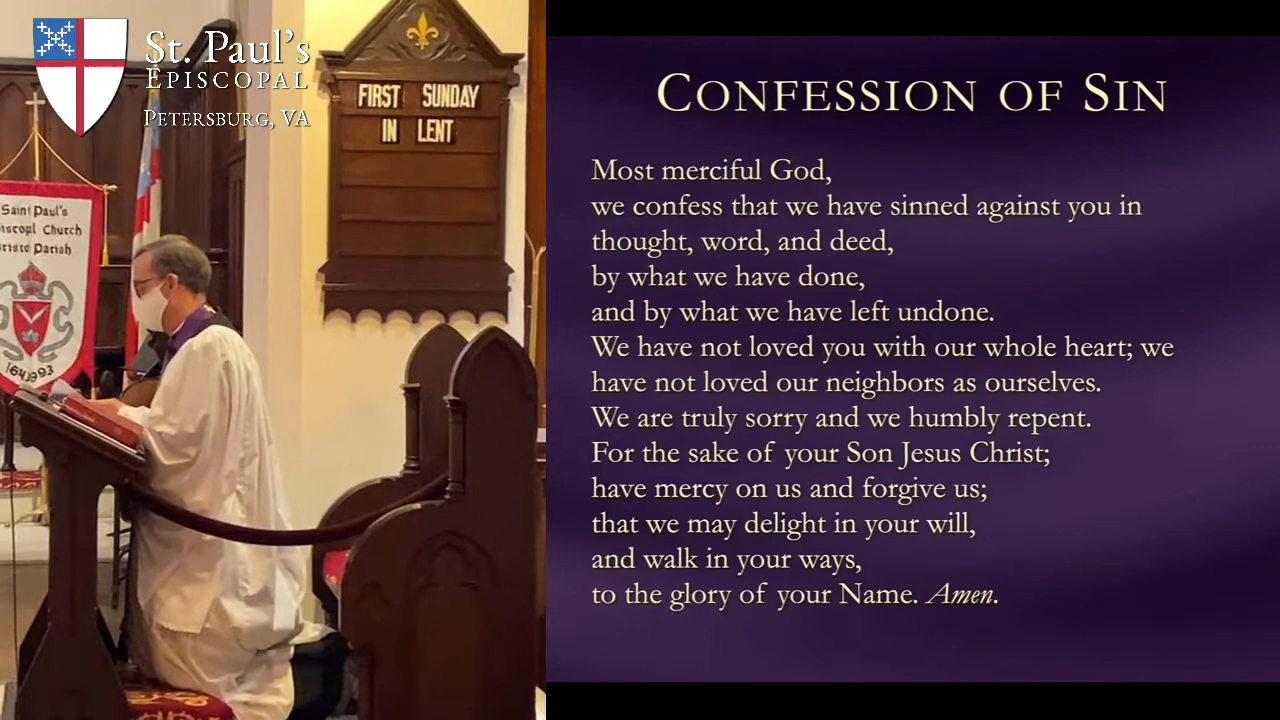 St. Paul's
Episcopal
Petersburg, VA
FIRST SUNDAY
IN LENT
Saint Paul's
Church
Parish
Confession of Sin
Most merciful God,
we confess that we have sinned against you in
thought, word, and deed,
by what we have done,
and by what we have left undone.
We have not loved you with our whole heart; we
have not loved our neighbors as ourselves.
We are truly sorry and we humbly repent.
For the sake of your Son Jesus Christ;
have mercy on us and forgive us;
that we may delight in your will,
and walk in your ways,
to the glory of your Name. Amen.